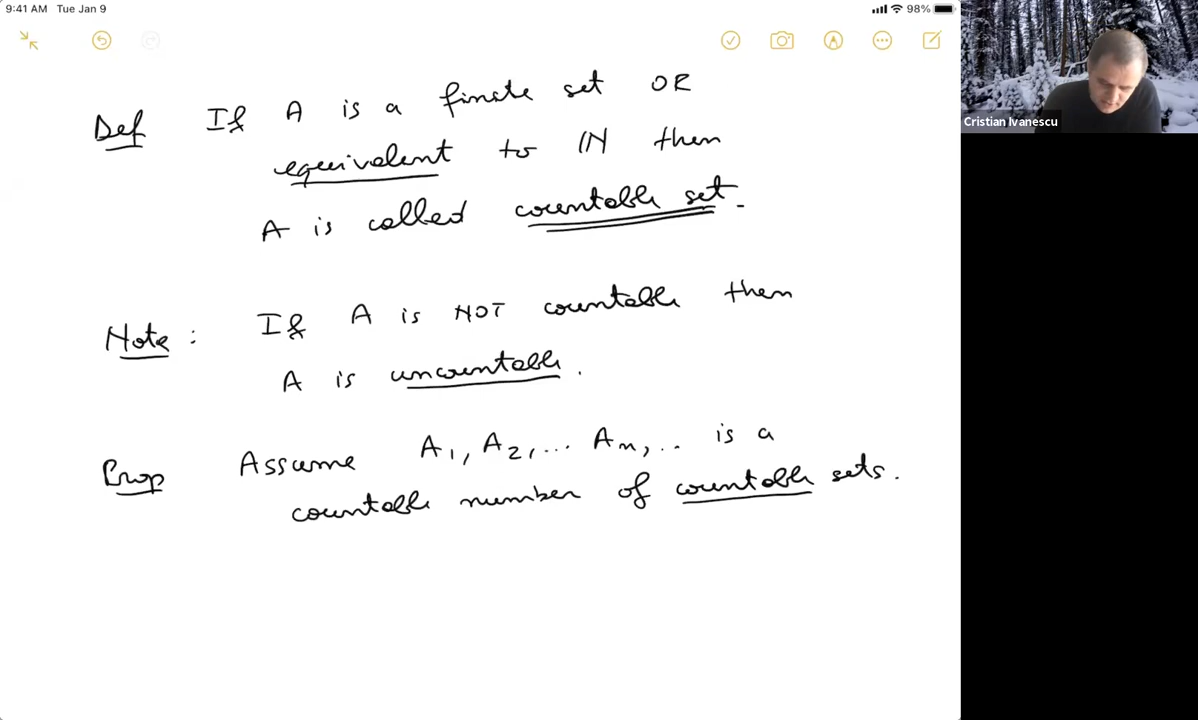 9:41 AM Tue Jan 9
98%
Cristian Ivanescu
Def If A is a finite set OR
equivalent to ℕ then
A is called countable set.
Note: If A is NOT countable then
A is uncountable.
Prop Assume A₁, A₂, ... Aₙ, .. is a
countable number of countable sets.